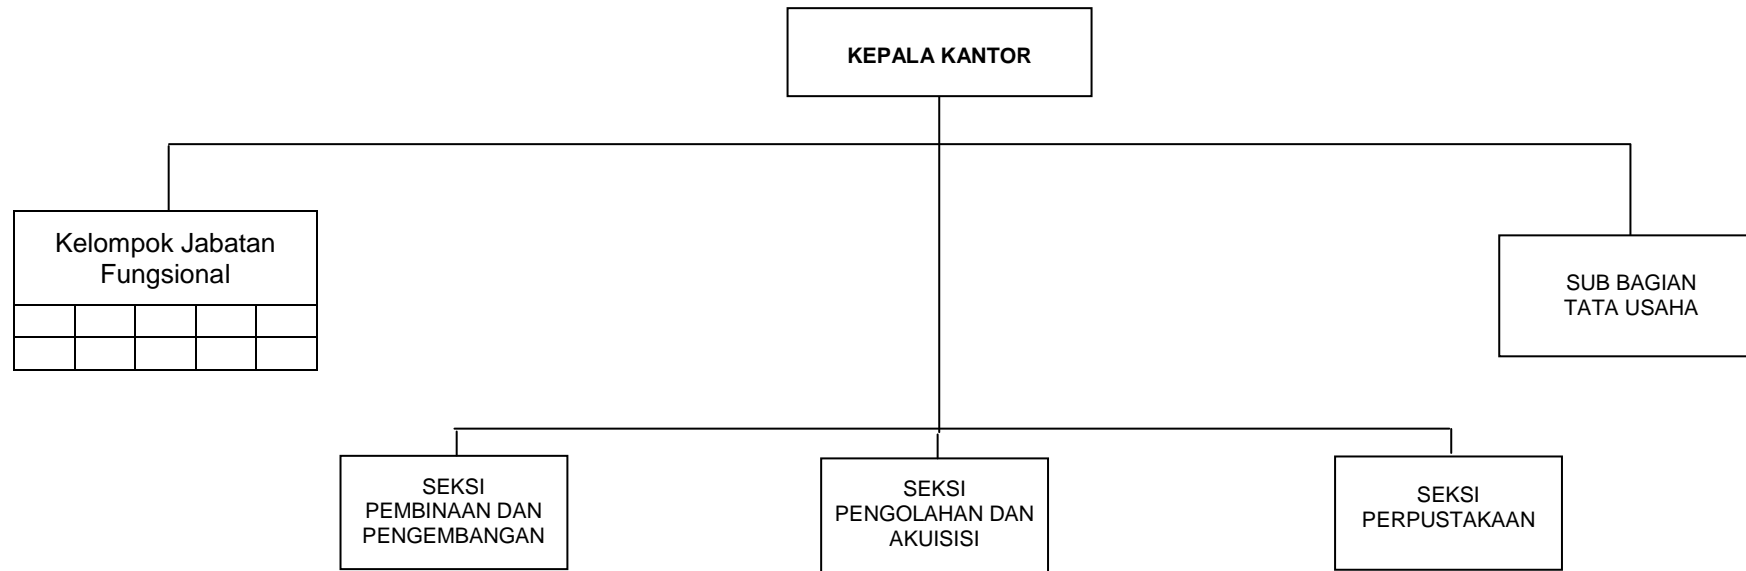 KEPALA KANTOR
Kelompok Jabatan
Fungsional
SUB BAGIAN
TATA USAHA
SEKSI
PEMBINAAN DAN
PENGEMBANGAN
SEKSI
PENGOLAHAN DAN
AKUISISI
SEKSI
PERPUSTAKAAN